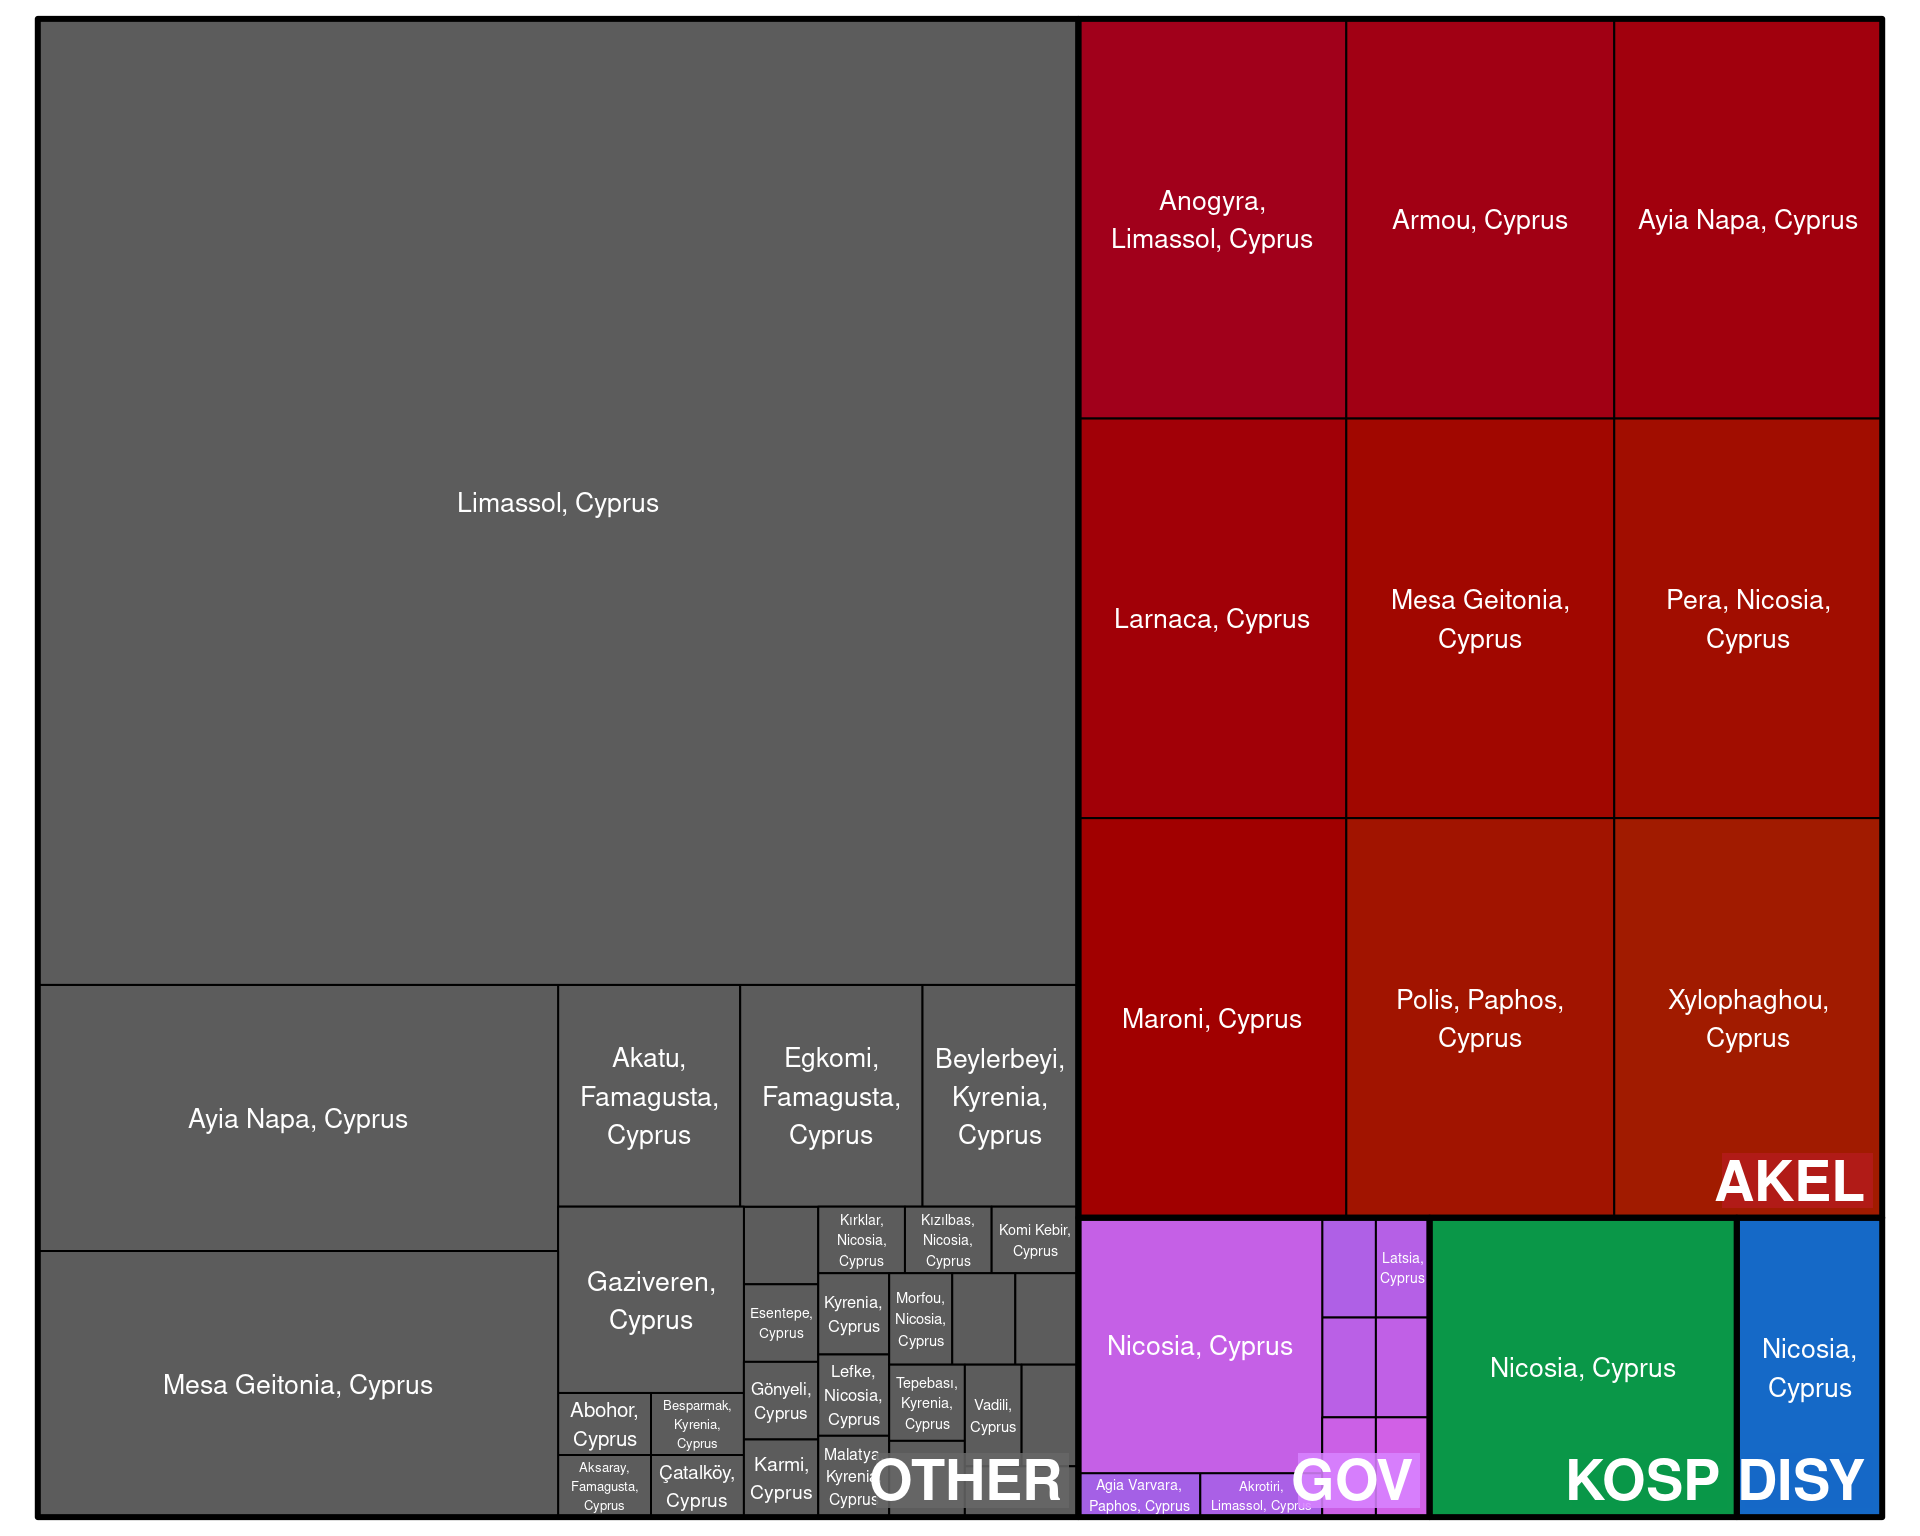 Limassol, Cyprus
Ayia Napa, Cyprus
Mesa Geitonia, Cyprus
Akatu,
Famagusta,
Cyprus
Egkomi,
Famagusta,
Cyprus
Beylerbeyi,
Kyrenia,
Cyprus
Gaziveren,
Cyprus
Abohor,
Cyprus
Besparmak,
Kyrenia,
Cyprus
Aksaray,
Famagusta,
Cyprus
Çatalköy,
Cyprus
Esentepe,
Cyprus
Gönyeli,
Cyprus
Karmi,
Cyprus
Kırklar,
Nicosia,
Cyprus
Kızılbas,
Nicosia,
Cyprus
Komi Kebir,
Cyprus
Kyrenia,
Cyprus
Lefke,
Nicosia,
Cyprus
Malatya
Kyrenia
Cyprus
Morfou,
Nicosia,
Cyprus
Tepebası,
Kyrenia,
Cyprus
Vadili,
Cyprus
OTHER
Anogyra,
Limassol, Cyprus
Armou, Cyprus
Ayia Napa, Cyprus
Larnaca, Cyprus
Mesa Geitonia,
Cyprus
Pera, Nicosia,
Cyprus
Maroni, Cyprus
Polis, Paphos,
Cyprus
Xylophaghou,
Cyprus
AKEL
Nicosia, Cyprus
Latsia,
Cyprus
Agia Varvara,
Paphos, Cyprus
Akrotiri,
Limassol, Cyprus
GOV
Nicosia, Cyprus
KOSP
Nicosia,
Cyprus
DISY